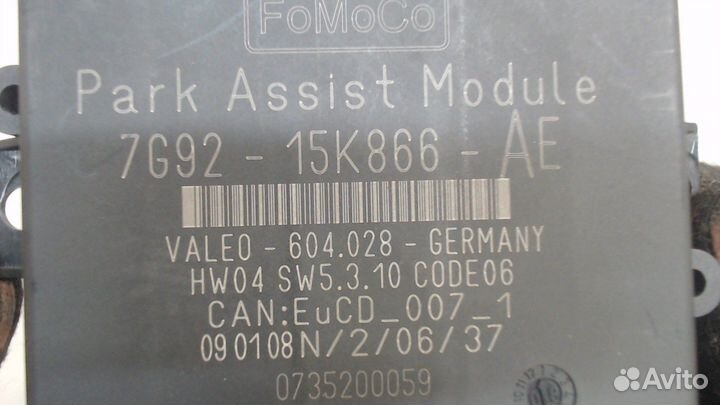 FoMoCo
Park Assist Module
7G92 - 15K866 - AE
VALEO - 604.028 - GERMANY
HW04 SW5.3.10 CODE06
CAN:EuCD_007_1
090108N/2/06/37
0735200059
Avito